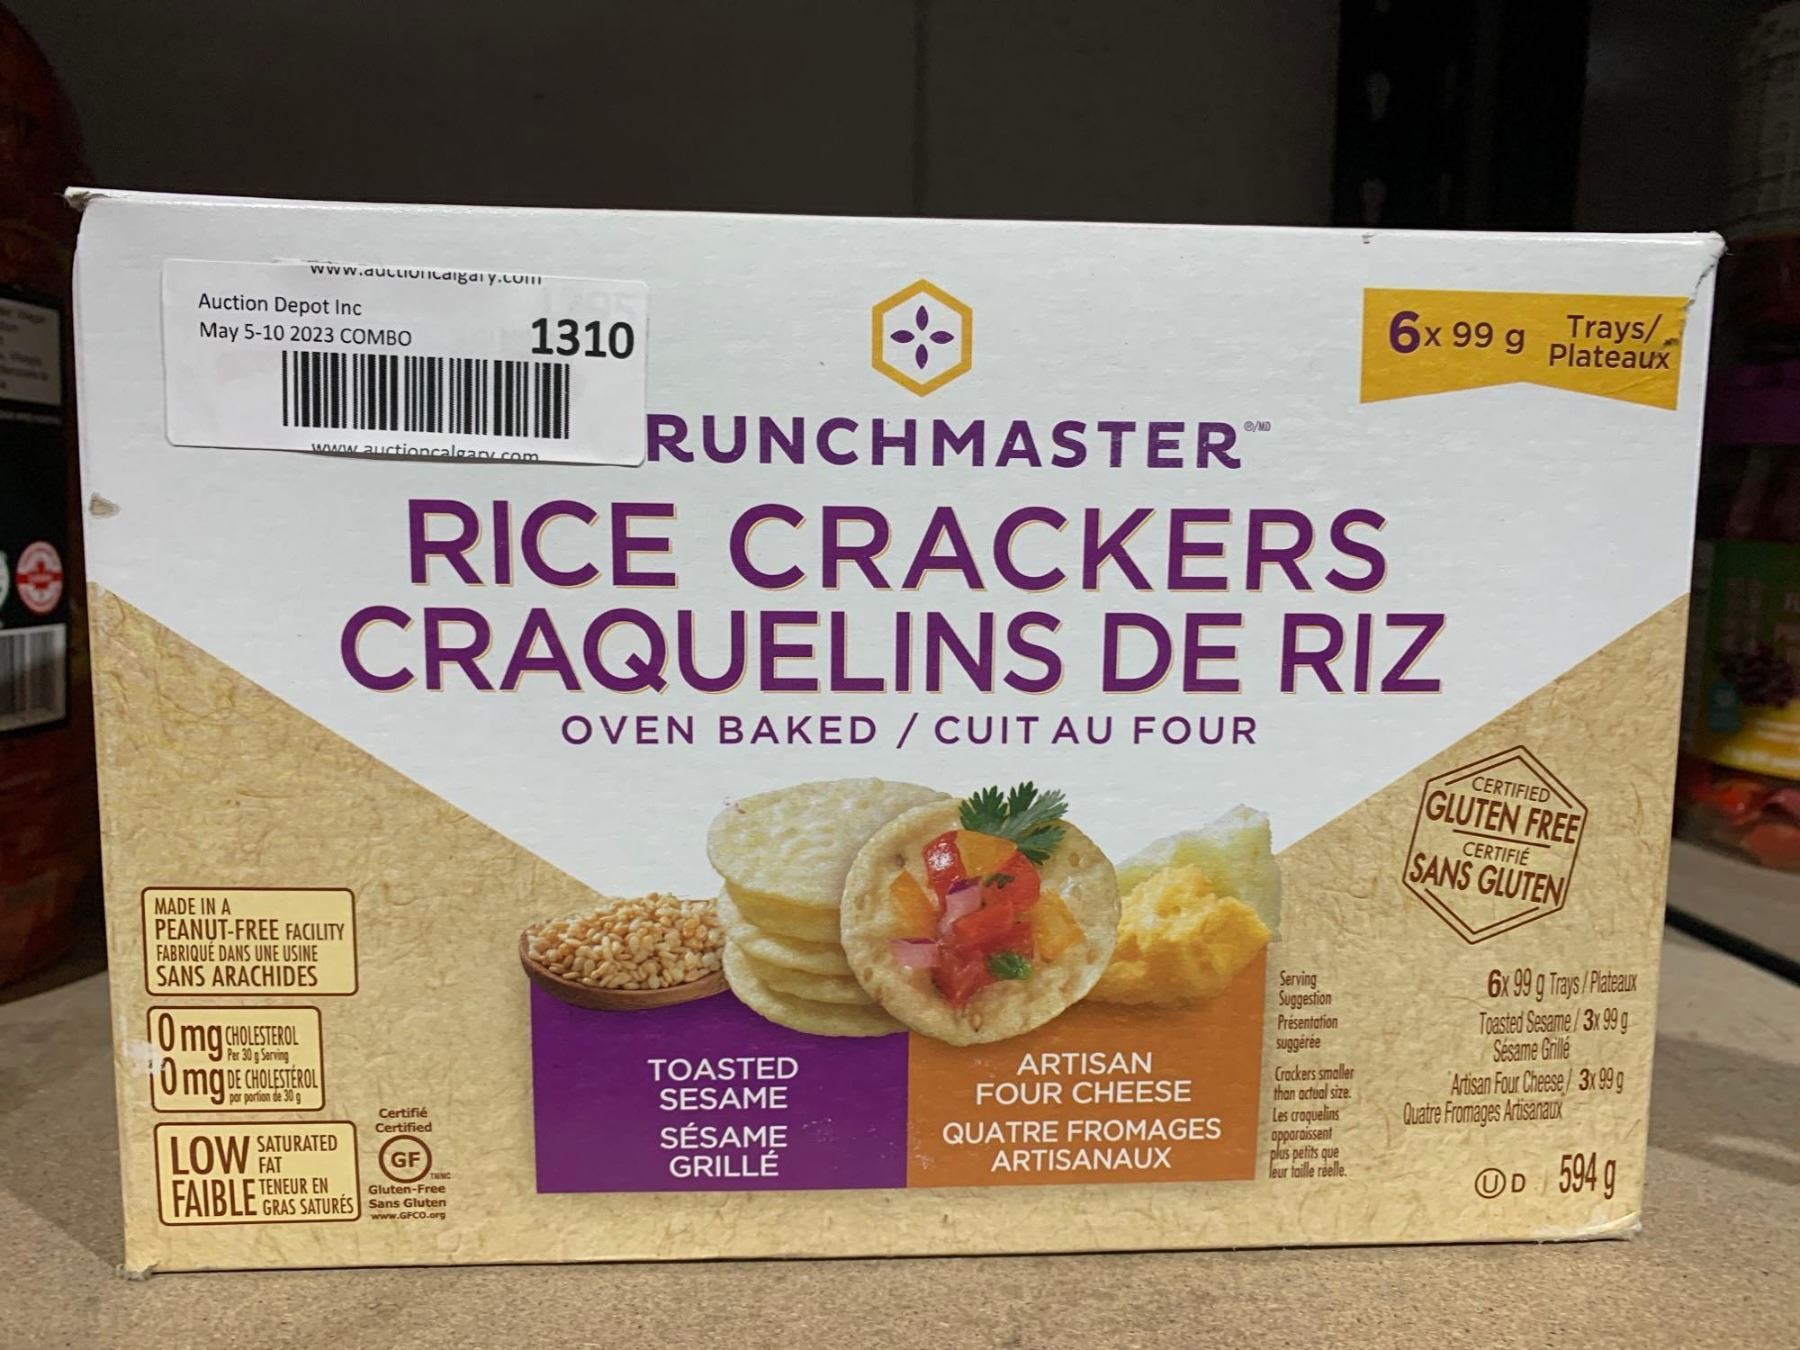 www.auctioncalgary.com
Auction Depot Inc
May 5-10 2023 COMBO
1310
www.auctioncalgary.com
6x 99 g Trays/
Plateaux
RUNCHMASTER®/MD
RICE CRACKERS
CRAQUELINS DE RIZ
OVEN BAKED / CUIT AU FOUR
CERTIFIED
GLUTEN FREE
CERTIFIÉ
SANS GLUTEN
MADE IN A
PEANUT-FREE FACILITY
FABRIQUÉ DANS UNE USINE
SANS ARACHIDES
0 mg CHOLESTEROL
Per 30 g Serving
0 mg DE CHOLESTÉROL
par portion de 30 g
LOW SATURATED
FAT
FAIBLE TENEUR EN
GRAS SATURÉS
Certifié
Certified
GF
Gluten-Free
Sans Gluten
www.GFCO.org
TOASTED
SESAME
SÉSAME
GRILLÉ
ARTISAN
FOUR CHEESE
QUATRE FROMAGES
ARTISANAUX
Serving
Suggestion
Présentation
suggérée
Crackers smaller
than actual size.
Les craquelins
apparaissent
plus petits que
leur taille réelle.
6x 99 g Trays / Plateaux
Toasted Sesame / 3x 99 g
Sésame Grillé
Artisan Four Cheese / 3x 99 g
Quatre Fromages Artisanaux
U D 594 g